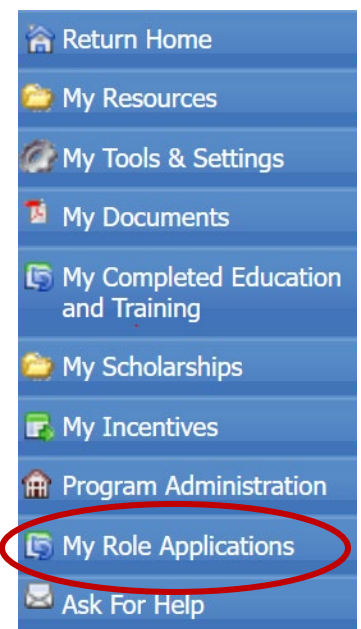 Return Home
My Resources
My Tools & Settings
My Documents
My Completed Education
and Training
My Scholarships
My Incentives
Program Administration
My Role Applications
Ask For Help